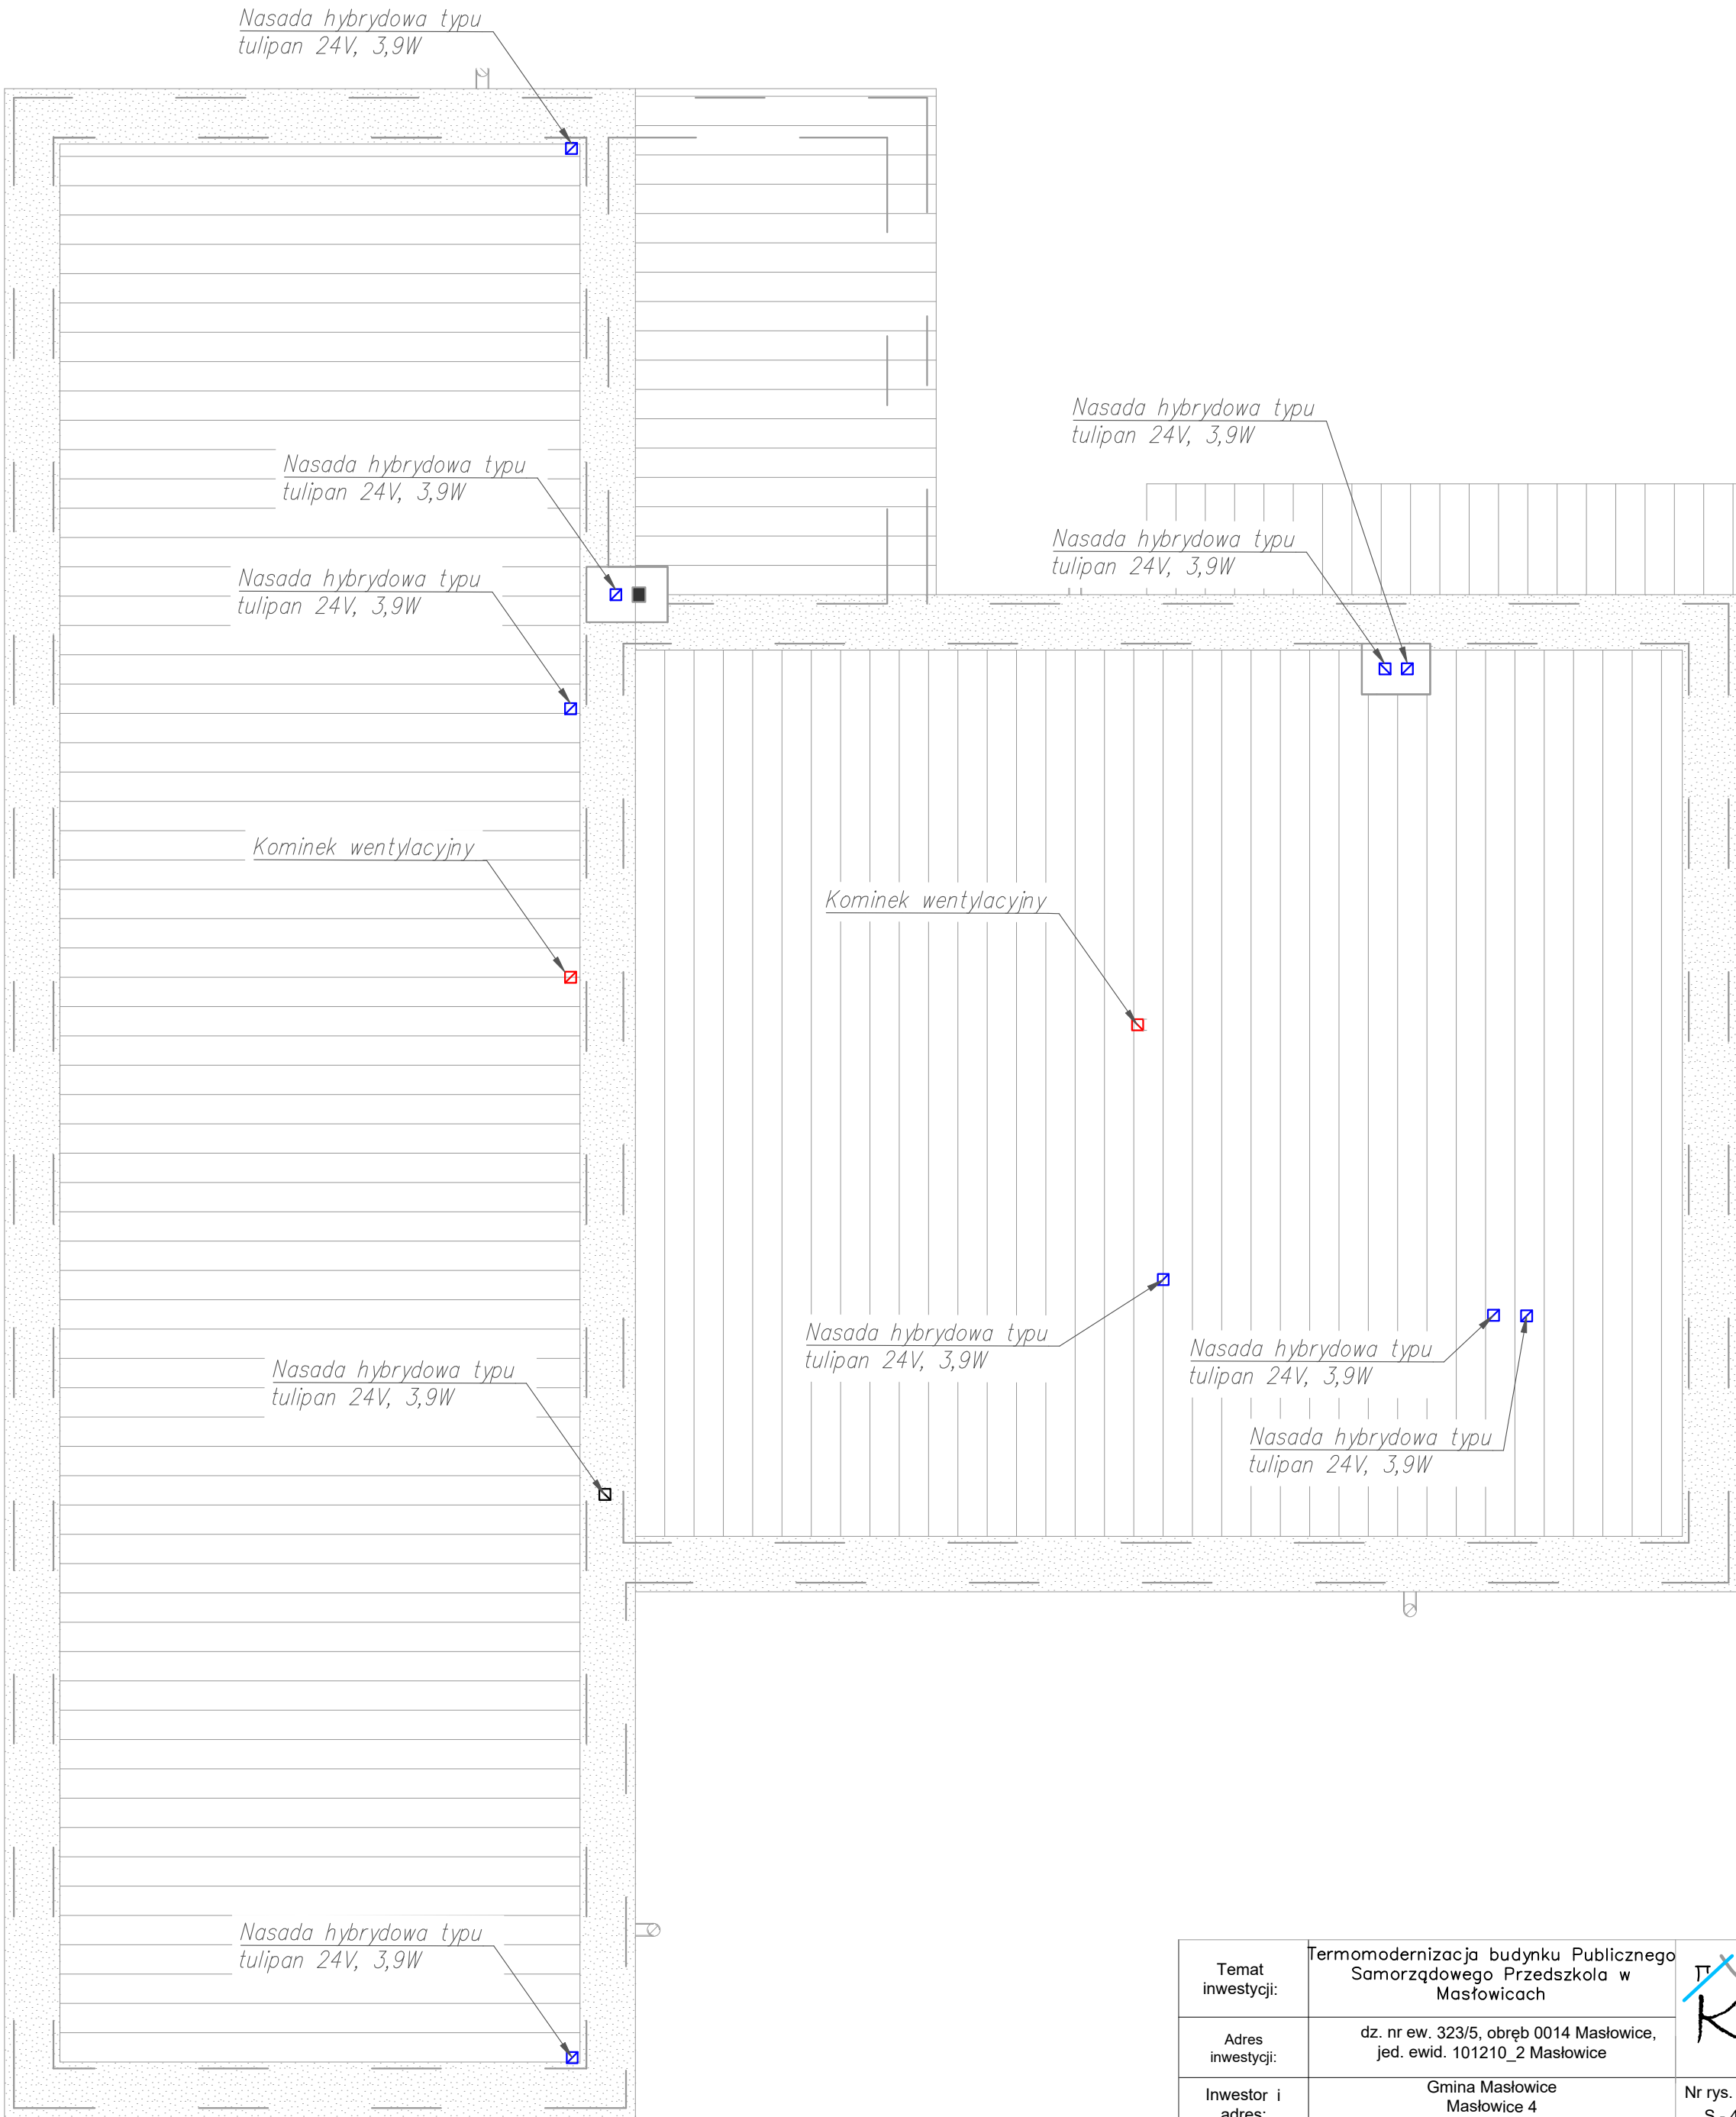 Nasada hybrydowa typu
tulipan 24V, 3,9W
Nasada hybrydowa typu
tulipan 24V, 3,9W
Nasada hybrydowa typu
tulipan 24V, 3,9W
Nasada hybrydowa typu
tulipan 24V, 3,9W
Nasada hybrydowa typu
tulipan 24V, 3,9W
Kominek wentylacyjny
Kominek wentylacyjny
Nasada hybrydowa typu
tulipan 24V, 3,9W
Nasada hybrydowa typu
tulipan 24V, 3,9W
Nasada hybrydowa typu
tulipan 24V, 3,9W
Nasada hybrydowa typu
tulipan 24V, 3,9W
Nasada hybrydowa typu
tulipan 24V, 3,9W
Temat
inwestycji:
Termomodernizacja budynku Publicznego
Samorządowego Przedszkola w
Masłowicach
Adres
inwestycji:
dz. nr ew. 323/5, obręb 0014 Masłowice,
jed. ewid. 101210_2 Masłowice
Inwestor i
adres:
Gmina Masłowice
Masłowice 4
Nr rys.